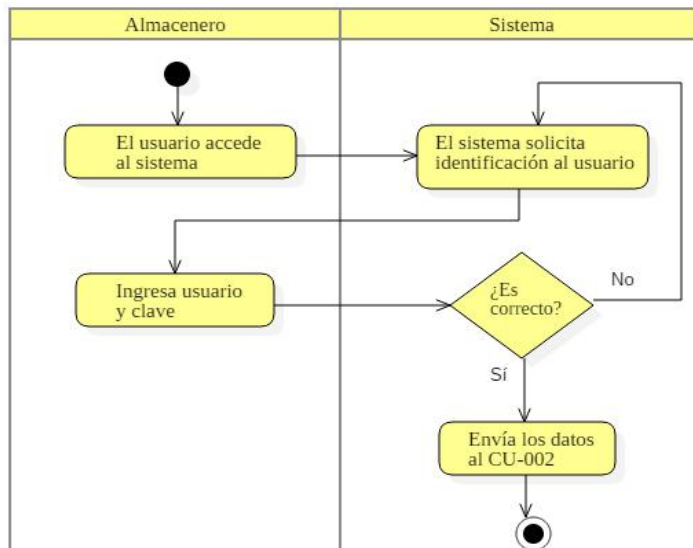 Almacenero
Sistema
El usuario accede
al sistema
El sistema solicita
identificación al usuario
Ingresa usuario
y clave
¿Es
correcto?
No
Sí
Envía los datos
al CU-002